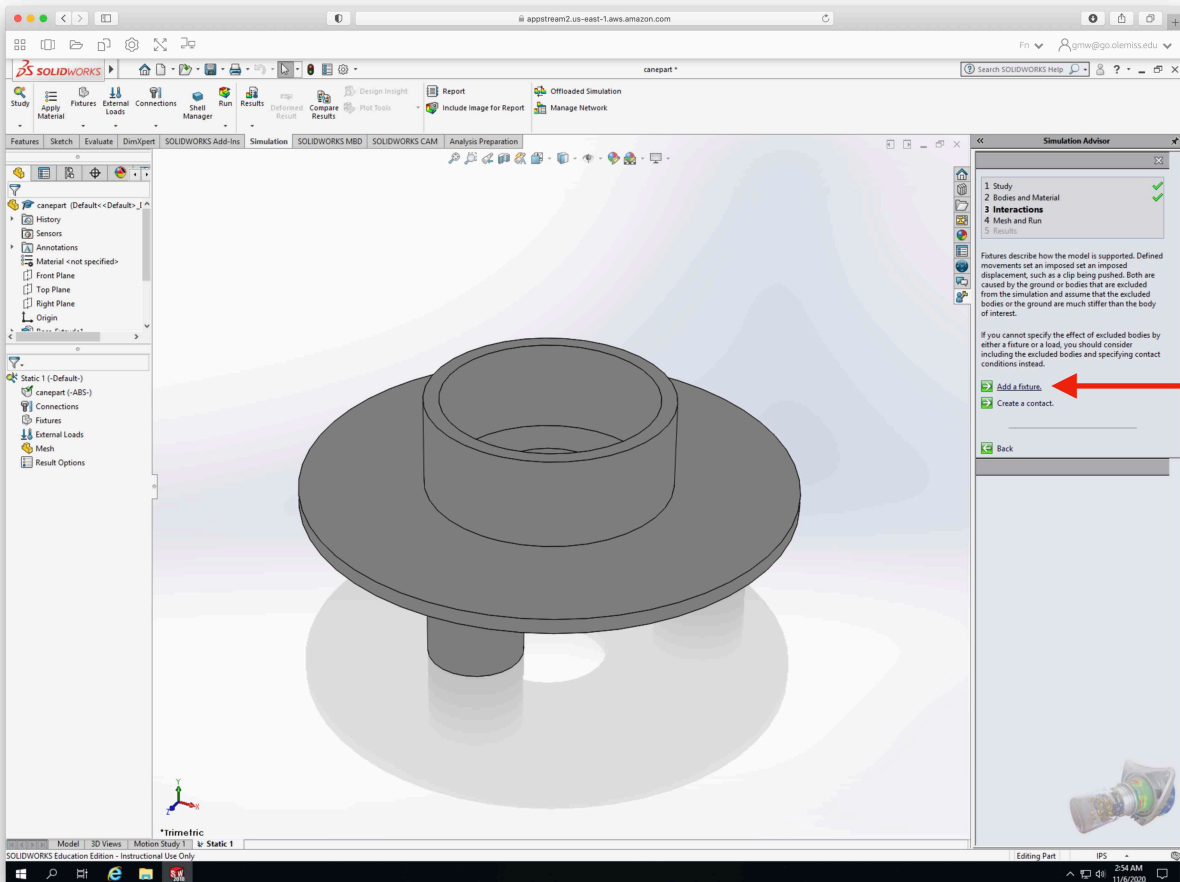 appstream2.us-east-1.aws.amazon.com
Fn
gmw@go.olemiss.edu
SOLIDWORKS
canepart *
Search SOLIDWORKS Help
Study
Apply Material
Fixtures
External Loads
Connections
Shell Manager
Run
Results
Deformed Result
Compare Results
Design Insight
Plot Tools
Report
Include Image for Report
Offloaded Simulation
Manage Network
Features
Sketch
Evaluate
DimXpert
SOLIDWORKS Add-Ins
Simulation
SOLIDWORKS MBD
SOLIDWORKS CAM
Analysis Preparation
canepart (Default<<Default>_
History
Sensors
Annotations
Material <not specified>
Front Plane
Top Plane
Right Plane
Origin
Static 1 (-Default-)
canepart (-ABS-)
Connections
Fixtures
External Loads
Mesh
Result Options
Y
X
Z
*Trimetric
Simulation Advisor
1 Study
2 Bodies and Material
3 Interactions
4 Mesh and Run
5 Results
Fixtures describe how the model is supported. Defined
movements set an imposed set an imposed
displacement, such as a clip being pushed. Both are
caused by the ground or bodies that are excluded
from the simulation and assume that the excluded
bodies or the ground are much stiffer than the body
of interest.
If you cannot specify the effect of excluded bodies by
either a fixture or a load, you should consider
including the excluded bodies and specifying contact
conditions instead.
Add a fixture.
Create a contact.
Back
Model
3D Views
Motion Study 1
Static 1
SOLIDWORKS Education Edition - Instructional Use Only
Editing Part
IPS
2:54 AM
11/6/2020